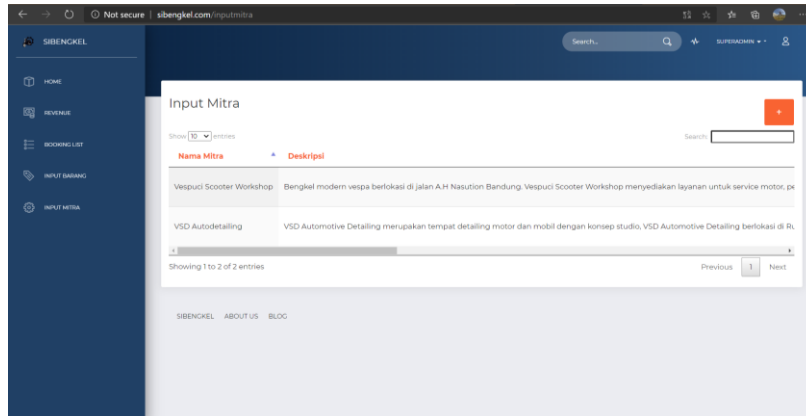 Not secure | sibengkel.com/inputmitra
SIBENGKEL
Search...
SUPERADMIN
HOME
REVENUE
BOOKING LIST
INPUT BARANG
INPUT MITRA
Input Mitra
+
Show 10 entries
Search:
Nama Mitra Deskripsi
Vespuci Scooter Workshop Bengkel modern vespa berlokasi di jalan A.H Nasution Bandung. Vespuci Scooter Workshop menyediakan layanan untuk service motor, pe
VSD Autodetailing VSD Automotive Detailing merupakan tempat detailing motor dan mobil dengan konsep studio, VSD Automotive Detailing berlokasi di Ru
Showing 1 to 2 of 2 entries
Previous 1 Next
SIBENGKEL ABOUT US BLOG